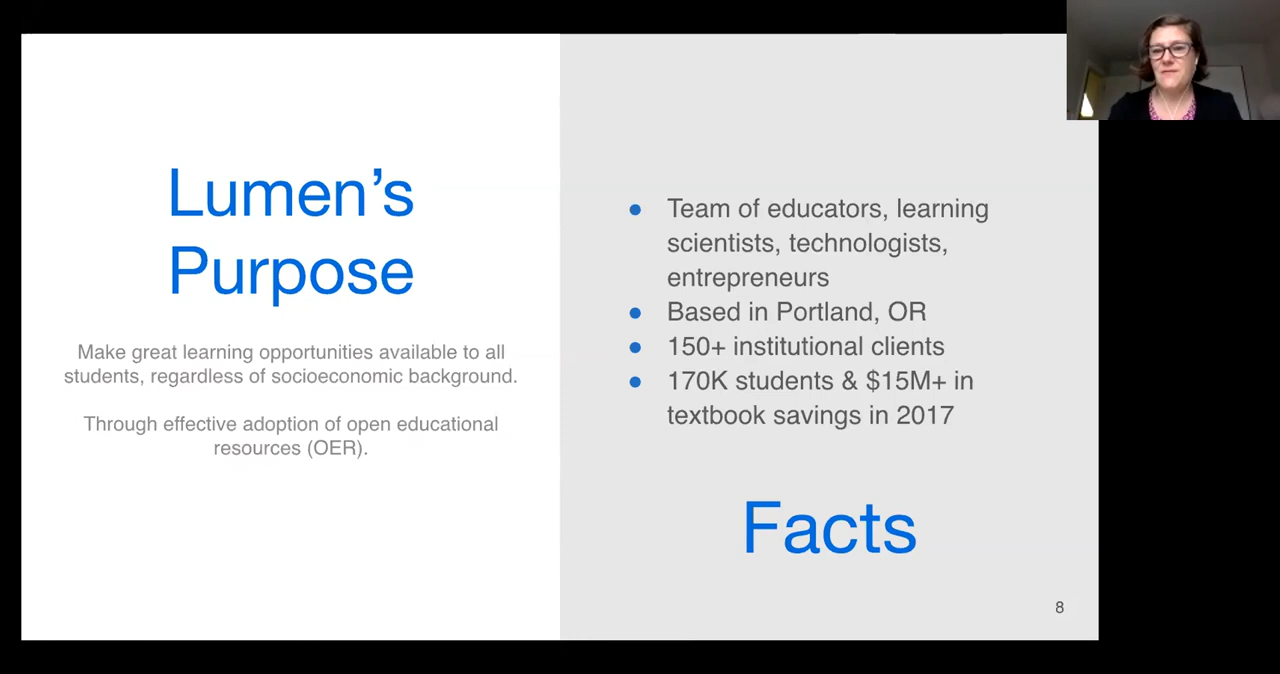 Lumen’s
Purpose
Make great learning opportunities available to all
students, regardless of socioeconomic background.
Through effective adoption of open educational
resources (OER).
● Team of educators, learning
scientists, technologists,
entrepreneurs
● Based in Portland, OR
● 150+ institutional clients
● 170K students & $15M+ in
textbook savings in 2017
Facts
8